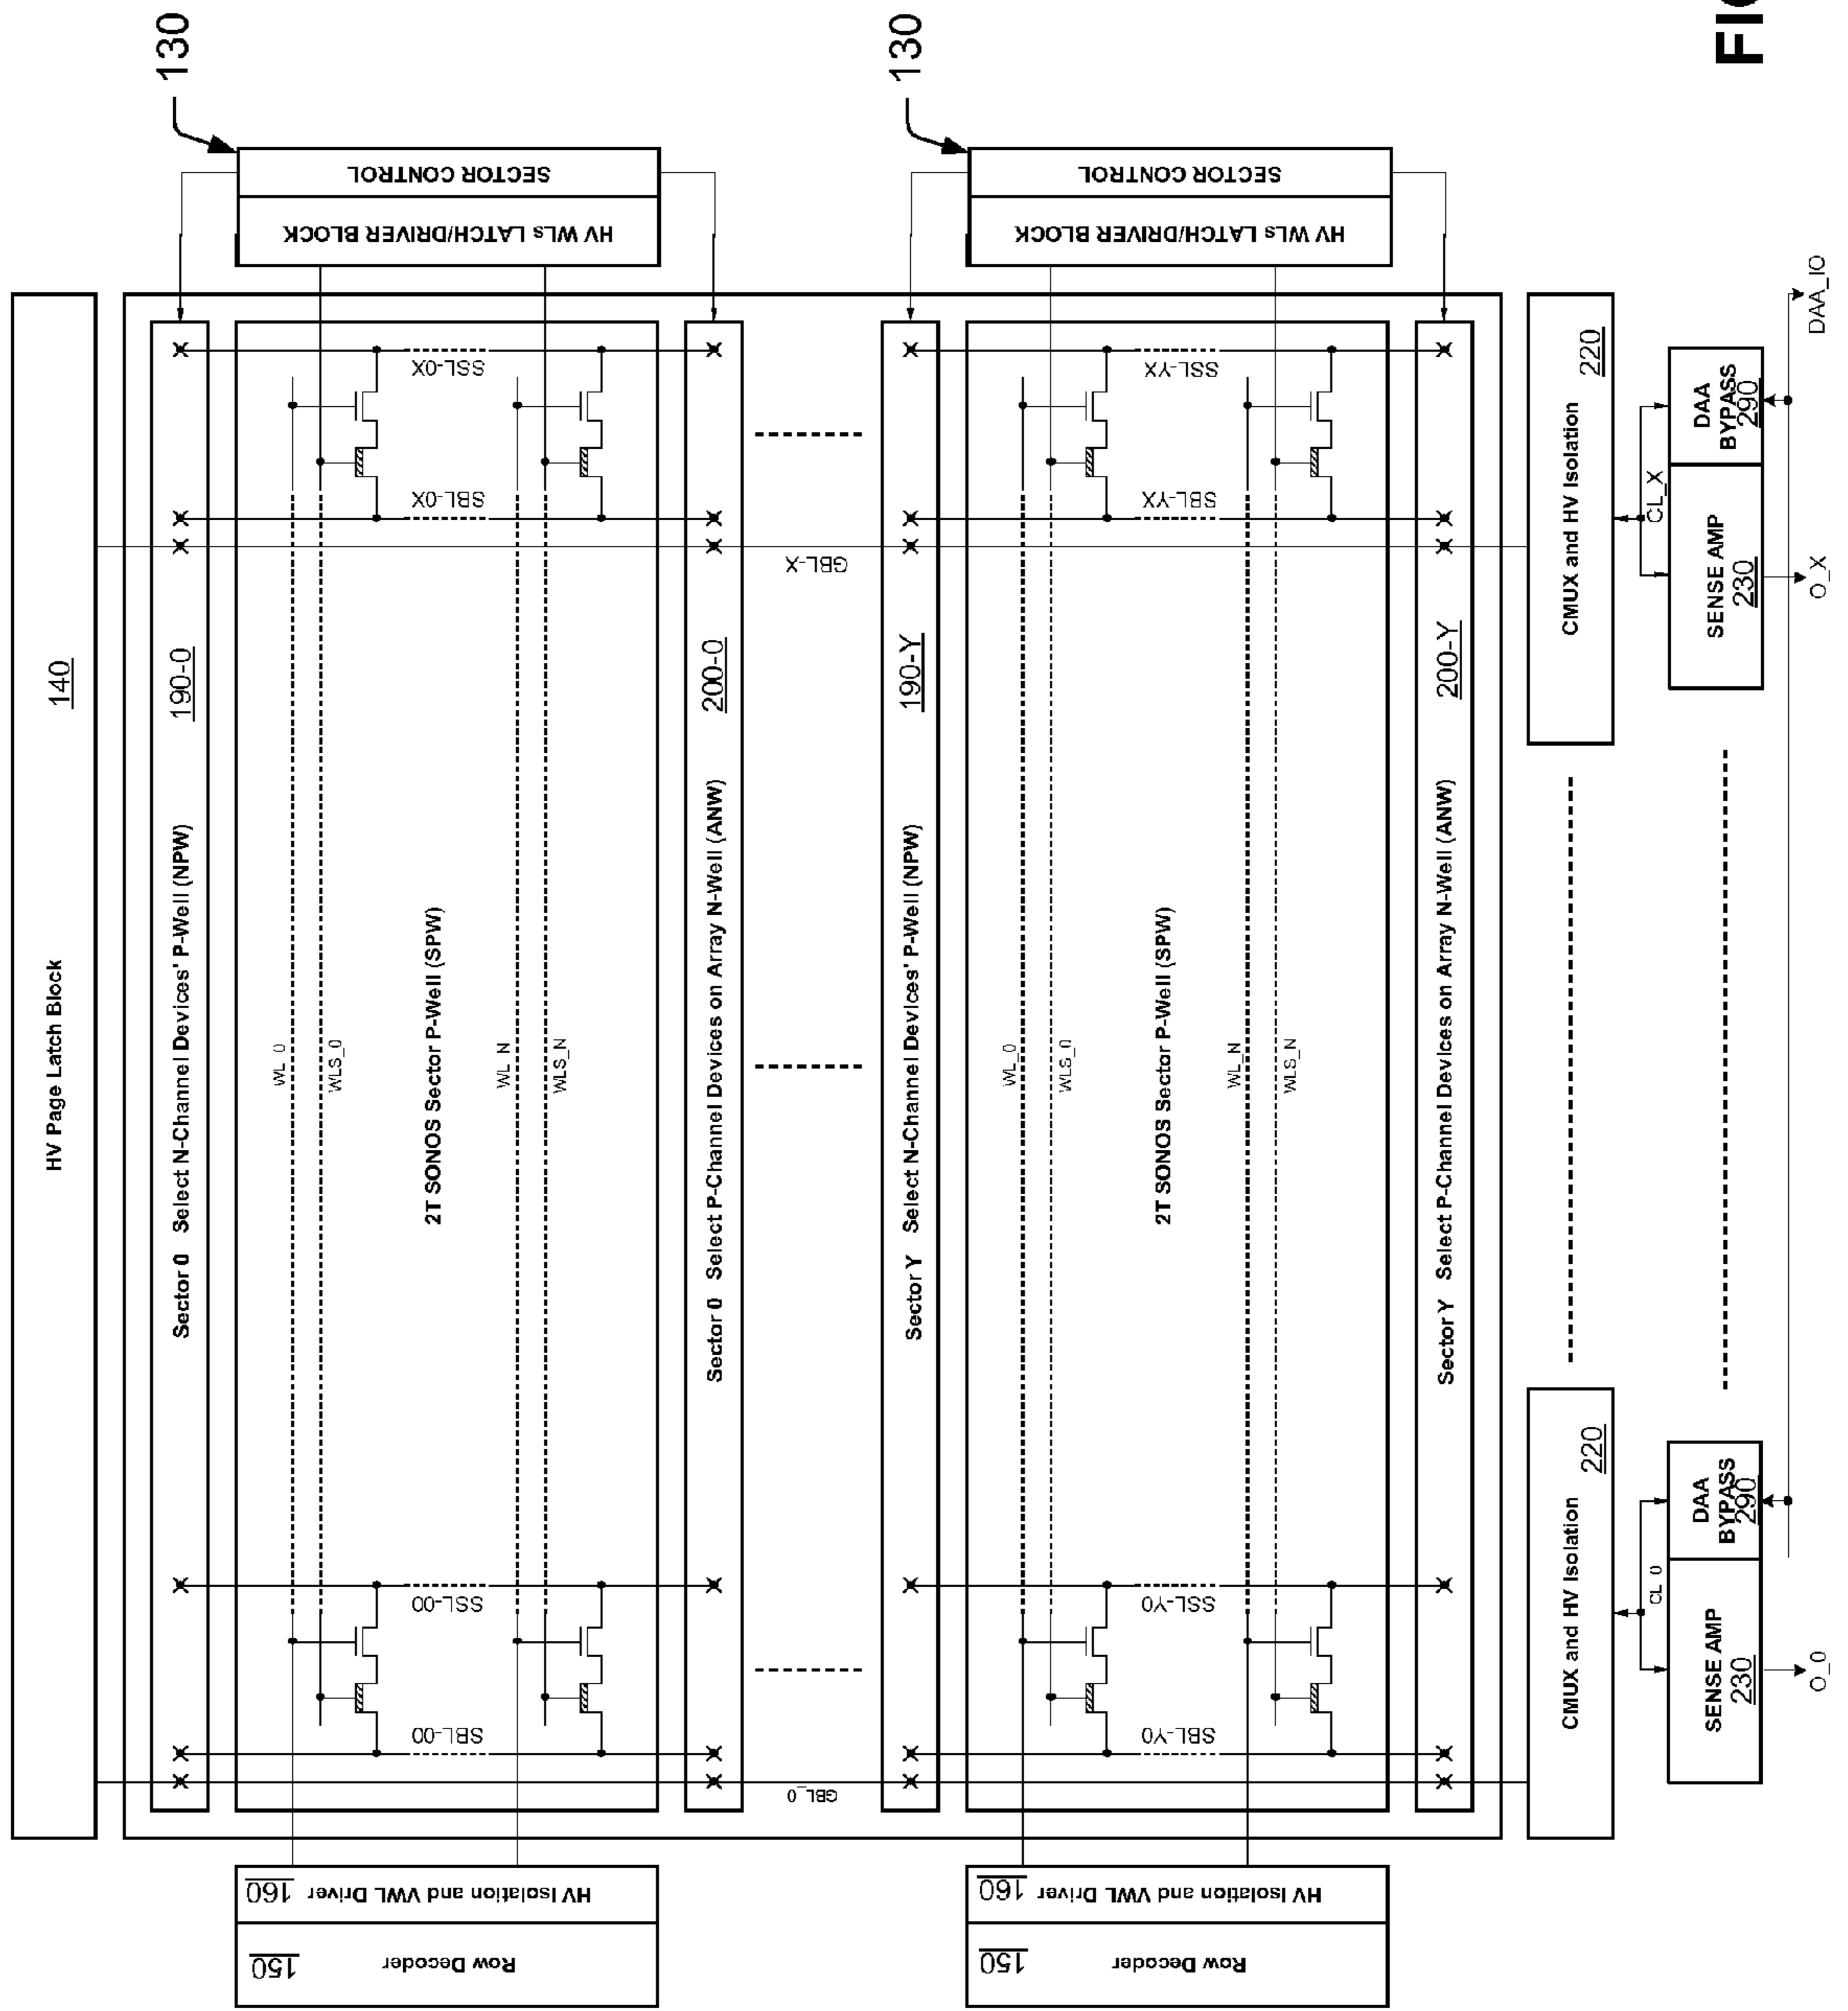 HV Page Latch Block
140
130
Sector 0 Select N-Channel Devices' P-Well (NPW)
190-0
SECTOR CONTROL
HV WLs LATCH/DRIVER BLOCK
Row Decoder
150
HV Isolation and VWL Driver
160
WL_0
WLS_0
2T SONOS Sector P-Well (SPW)
WL_N
WLS_N
SBL-00
SSL-00
SBL-0X
SSL-0X
Sector 0 Select P-Channel Devices on Array N-Well (ANW)
200-0
GBL_0
GBL-X
130
Sector Y Select N-Channel Devices' P-Well (NPW)
190-Y
SECTOR CONTROL
HV WLs LATCH/DRIVER BLOCK
Row Decoder
150
HV Isolation and VWL Driver
160
WL_0
WLS_0
2T SONOS Sector P-Well (SPW)
WL_N
WLS_N
SBL-Y0
SSL-Y0
SBL-YX
SSL-YX
Sector Y Select P-Channel Devices on Array N-Well (ANW)
200-Y
CMUX and HV Isolation
220
CMUX and HV Isolation
220
CL_0
CL_X
SENSE AMP
230
DAA
BYPASS
290
SENSE AMP
230
DAA
BYPASS
290
O_0
O_X
DAA_IO